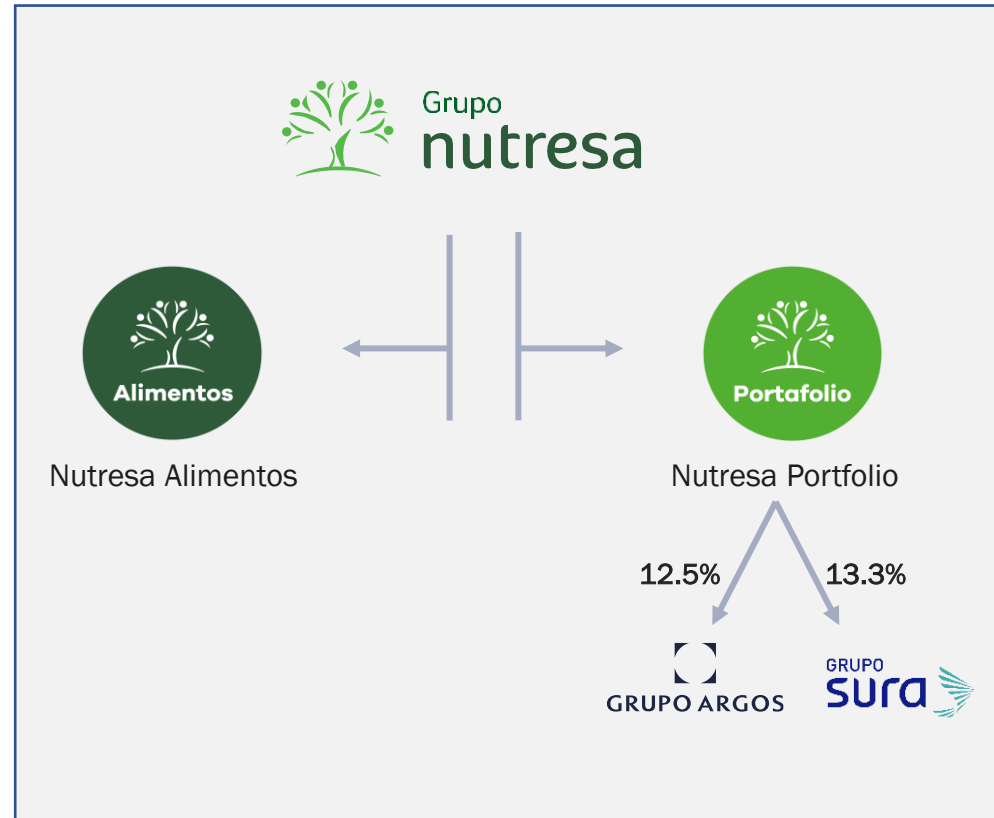 Grupo
nutresa
Alimentos
Portafolio
Nutresa Alimentos
Nutresa Portfolio
12.5%
13.3%
GRUPO ARGOS
GRUPO
sura